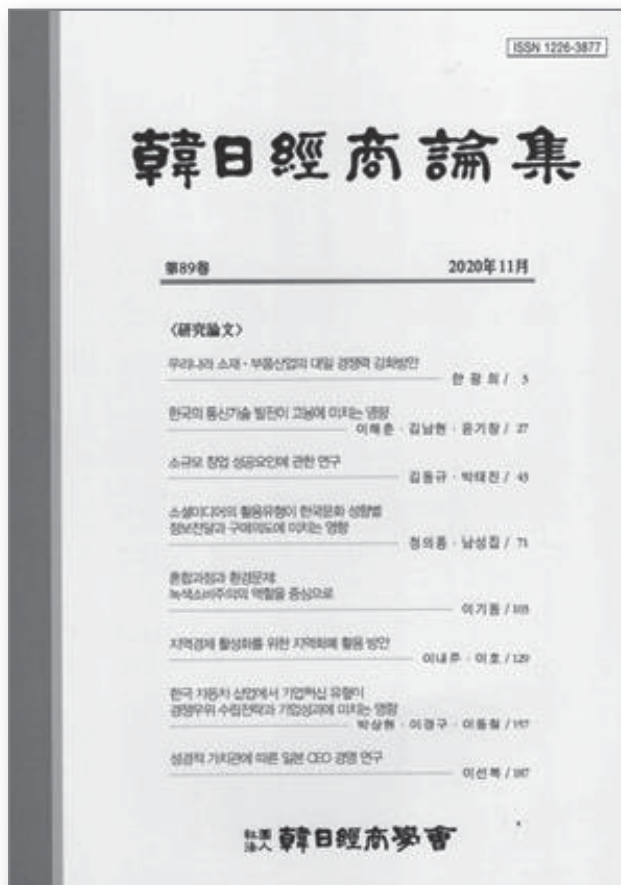 ISSN 1226-3877
韓日經商論集
第89卷
2020年11月
〈硏究論文〉
우리나라 소재·부품산업의 대일 경쟁력 강화방안
한 광 희 / 5
한국의 통신기술 발전이 고용에 미치는 영향
이해춘 · 김남현 · 윤기창 / 27
소규모 창업 성공요인에 관한 연구
김동규 · 박태진 / 45
소셜미디어의 활용유형이 한국문화 성향별
정보전달과 구매의도에 미치는 영향
정의홍 · 남성집 / 71
혼합과점과 환경문제:
녹색소비주의의 역할을 중심으로
이기동 / 103
지역경제 활성화를 위한 지역화폐 활용 방안
이내주 · 이호 / 129
한국 자동차 산업에서 기업혁신 유형이
경쟁우위 수립전략과 기업성과에 미치는 영향
박상현 · 이경구 · 이동철 / 157
성경적 가치관에 따른 일본 CEO 경영 연구
이선복 / 187
社團法人 韓日經商學會